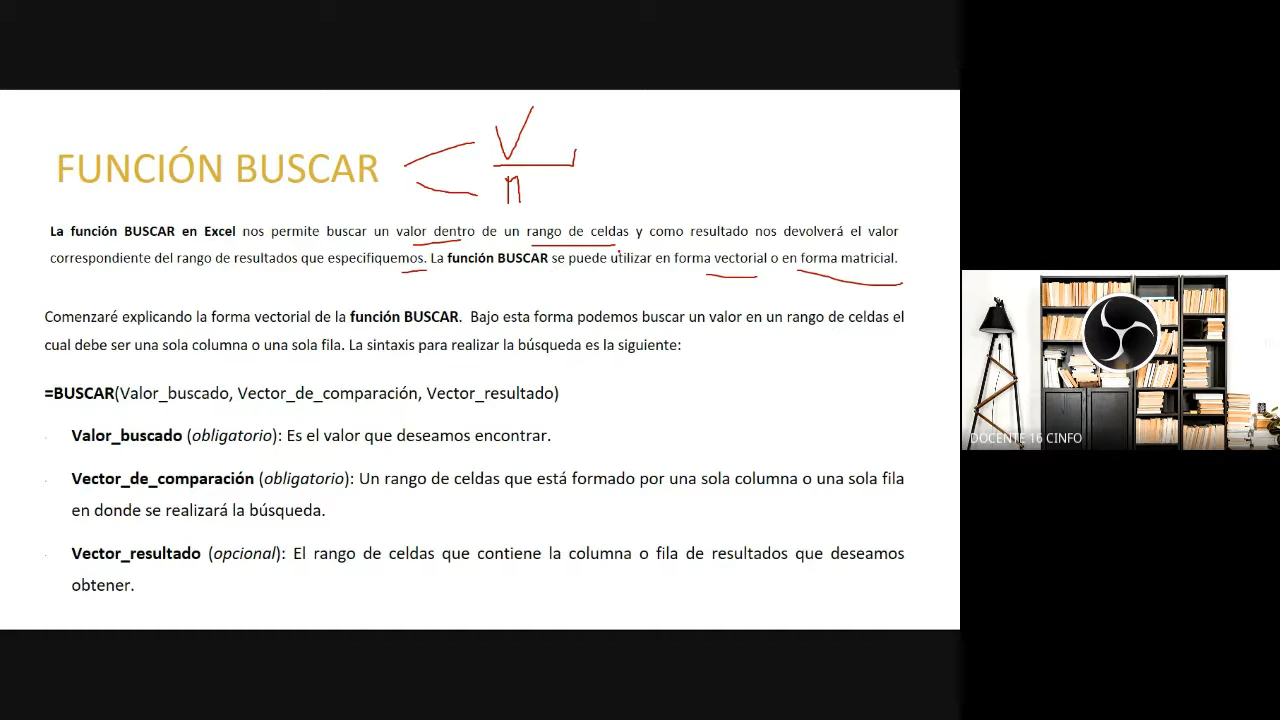 FUNCIÓN BUSCAR
V
n
La función BUSCAR en Excel nos permite buscar un valor dentro de un rango de celdas y como resultado nos devolverá el valor
correspondiente del rango de resultados que especifiquemos. La función BUSCAR se puede utilizar en forma vectorial o en forma matricial.
Comenzaré explicando la forma vectorial de la función BUSCAR. Bajo esta forma podemos buscar un valor en un rango de celdas el
cual debe ser una sola columna o una sola fila. La sintaxis para realizar la búsqueda es la siguiente:
=BUSCAR(Valor_buscado, Vector_de_comparación, Vector_resultado)
Valor_buscado (obligatorio): Es el valor que deseamos encontrar.
Vector_de_comparación (obligatorio): Un rango de celdas que está formado por una sola columna o una sola fila
en donde se realizará la búsqueda.
Vector_resultado (opcional): El rango de celdas que contiene la columna o fila de resultados que deseamos
obtener.
DOCENTE 16 CINFO